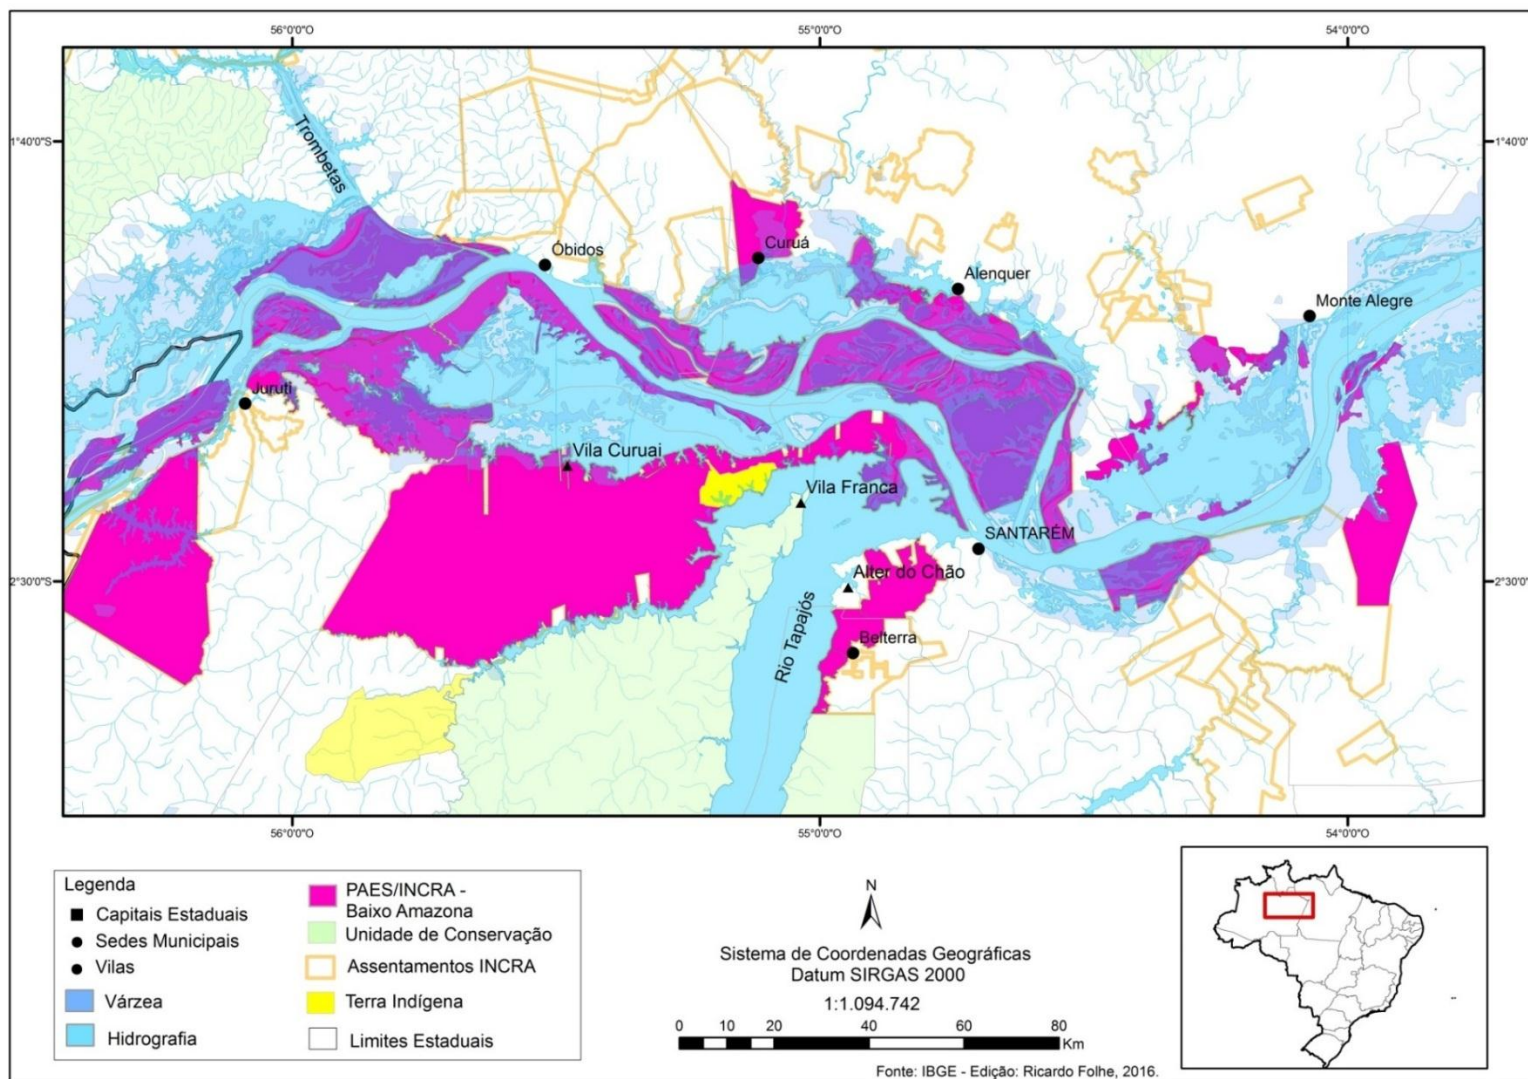 56°0'0"O
55°0'0"O
54°0'0"O
1°40'0"S
1°40'0"S
Trombetas
Óbidos
Curuá
Alenquer
Monte Alegre
Juruti
Vila Curuai
Vila Franca
SANTARÉM
2°30'0"S
2°30'0"S
Alter do Chão
Rio Tapajós
Belterra
56°0'0"O
55°0'0"O
54°0'0"O
Legenda
Capitais Estaduais
Sedes Municipais
Vilas
Várzea
Hidrografia
PAES/INCRA -
Baixo Amazona
Unidade de Conservação
Assentamentos INCRA
Terra Indígena
Limites Estaduais
N
Sistema de Coordenadas Geográficas
Datum SIRGAS 2000
1:1.094.742
0 10 20 40 60 80
Km
Fonte: IBGE - Edição: Ricardo Folhe, 2016.